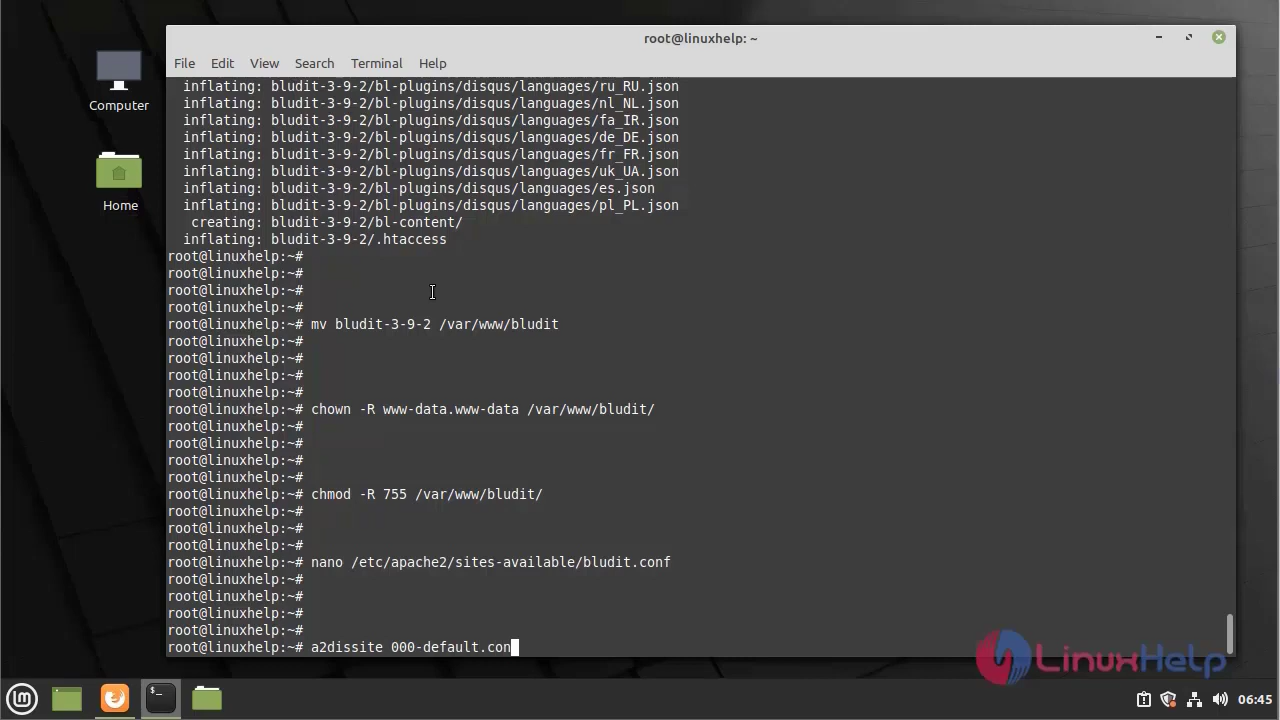 root@linuxhelp: ~
File Edit View Search Terminal Help
Computer
Home
inflating: bludit-3-9-2/bl-plugins/disqus/languages/ru_RU.json
inflating: bludit-3-9-2/bl-plugins/disqus/languages/nl_NL.json
inflating: bludit-3-9-2/bl-plugins/disqus/languages/fa_IR.json
inflating: bludit-3-9-2/bl-plugins/disqus/languages/de_DE.json
inflating: bludit-3-9-2/bl-plugins/disqus/languages/fr_FR.json
inflating: bludit-3-9-2/bl-plugins/disqus/languages/uk_UA.json
inflating: bludit-3-9-2/bl-plugins/disqus/languages/es.json
inflating: bludit-3-9-2/bl-plugins/disqus/languages/pl_PL.json
creating: bludit-3-9-2/bl-content/
inflating: bludit-3-9-2/.htaccess
root@linuxhelp:~#
root@linuxhelp:~#
root@linuxhelp:~#
root@linuxhelp:~#
root@linuxhelp:~# mv bludit-3-9-2 /var/www/bludit
root@linuxhelp:~#
root@linuxhelp:~#
root@linuxhelp:~#
root@linuxhelp:~#
root@linuxhelp:~# chown -R www-data.www-data /var/www/bludit/
root@linuxhelp:~#
root@linuxhelp:~#
root@linuxhelp:~#
root@linuxhelp:~#
root@linuxhelp:~# chmod -R 755 /var/www/bludit/
root@linuxhelp:~#
root@linuxhelp:~#
root@linuxhelp:~#
root@linuxhelp:~# nano /etc/apache2/sites-available/bludit.conf
root@linuxhelp:~#
root@linuxhelp:~#
root@linuxhelp:~#
root@linuxhelp:~#
root@linuxhelp:~# a2dissite 000-default.con
LinuxHelp
06:45